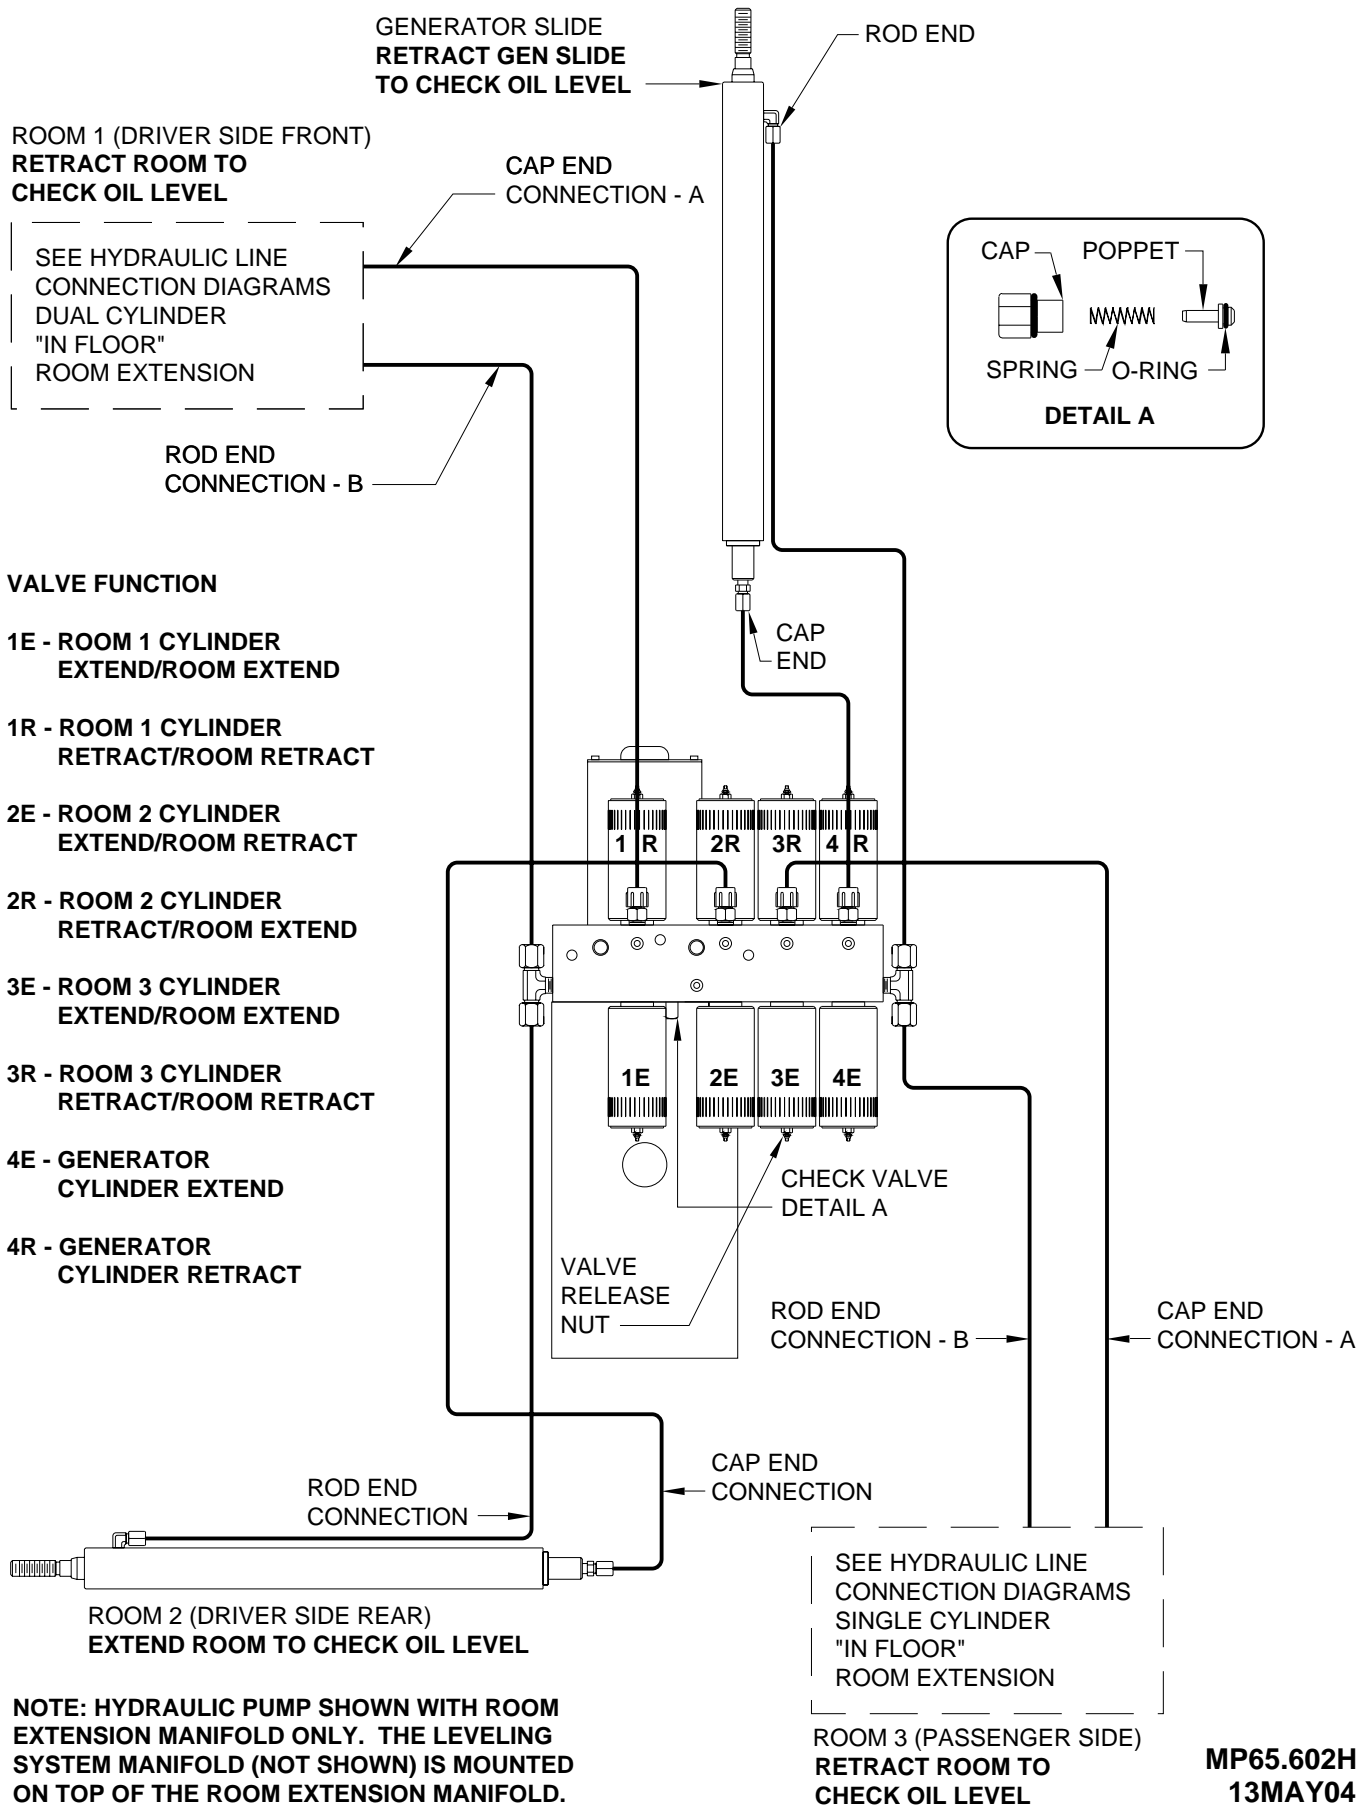 GENERATOR SLIDE
RETRACT GEN SLIDE
TO CHECK OIL LEVEL
ROD END
ROOM 1 (DRIVER SIDE FRONT)
RETRACT ROOM TO
CHECK OIL LEVEL
CAP END
CONNECTION - A
SEE HYDRAULIC LINE
CONNECTION DIAGRAMS
DUAL CYLINDER
"IN FLOOR"
ROOM EXTENSION
CAP
POPPET
SPRING
O-RING
DETAIL A
ROD END
CONNECTION - B
VALVE FUNCTION
1E - ROOM 1 CYLINDER
EXTEND/ROOM EXTEND
1R - ROOM 1 CYLINDER
RETRACT/ROOM RETRACT
2E - ROOM 2 CYLINDER
EXTEND/ROOM RETRACT
2R - ROOM 2 CYLINDER
RETRACT/ROOM EXTEND
3E - ROOM 3 CYLINDER
EXTEND/ROOM EXTEND
3R - ROOM 3 CYLINDER
RETRACT/ROOM RETRACT
4E - GENERATOR
CYLINDER EXTEND
4R - GENERATOR
CYLINDER RETRACT
CAP
END
1 R
2R
3R
4 R
1E
2E
3E
4E
CHECK VALVE
DETAIL A
VALVE
RELEASE
NUT
ROD END
CONNECTION - B
CAP END
CONNECTION - A
ROD END
CONNECTION
CAP END
CONNECTION
ROOM 2 (DRIVER SIDE REAR)
EXTEND ROOM TO CHECK OIL LEVEL
SEE HYDRAULIC LINE
CONNECTION DIAGRAMS
SINGLE CYLINDER
"IN FLOOR"
ROOM EXTENSION
ROOM 3 (PASSENGER SIDE)
RETRACT ROOM TO
CHECK OIL LEVEL
NOTE: HYDRAULIC PUMP SHOWN WITH ROOM
EXTENSION MANIFOLD ONLY. THE LEVELING
SYSTEM MANIFOLD (NOT SHOWN) IS MOUNTED
ON TOP OF THE ROOM EXTENSION MANIFOLD.
MP65.602H
13MAY04